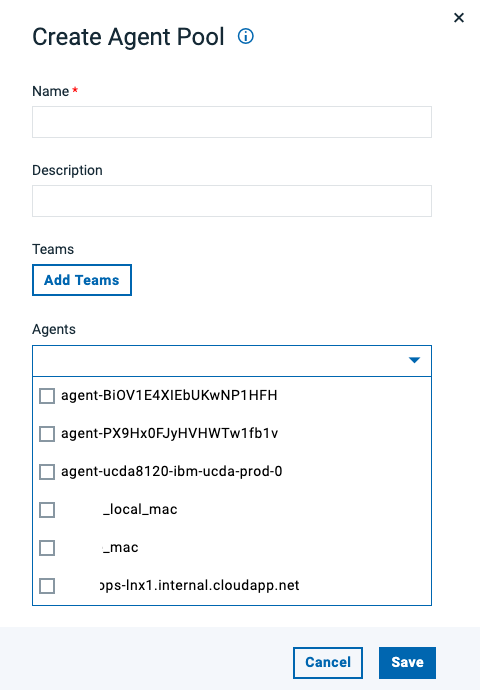 Create Agent Pool
Name *
Description
Teams
Add Teams
Agents
agent-BiOV1E4XIEbUKwNP1HFH
agent-PX9Hx0FJyHVHWTw1fb1v
agent-ucda8120-ibm-ucda-prod-0
_local_mac
_mac
ops-lnx1.internal.cloudapp.net
Cancel
Save